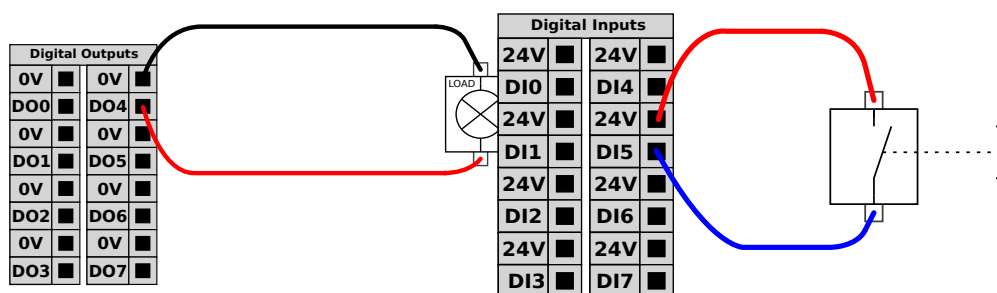 Digital Outputs
0V 0V
DO0 DO4
0V 0V
DO1 DO5
0V 0V
DO2 DO6
0V 0V
DO3 DO7
LOAD
Digital Inputs
24V 24V
DI0 DI4
24V 24V
DI1 DI5
24V 24V
DI2 DI6
24V 24V
DI3 DI7